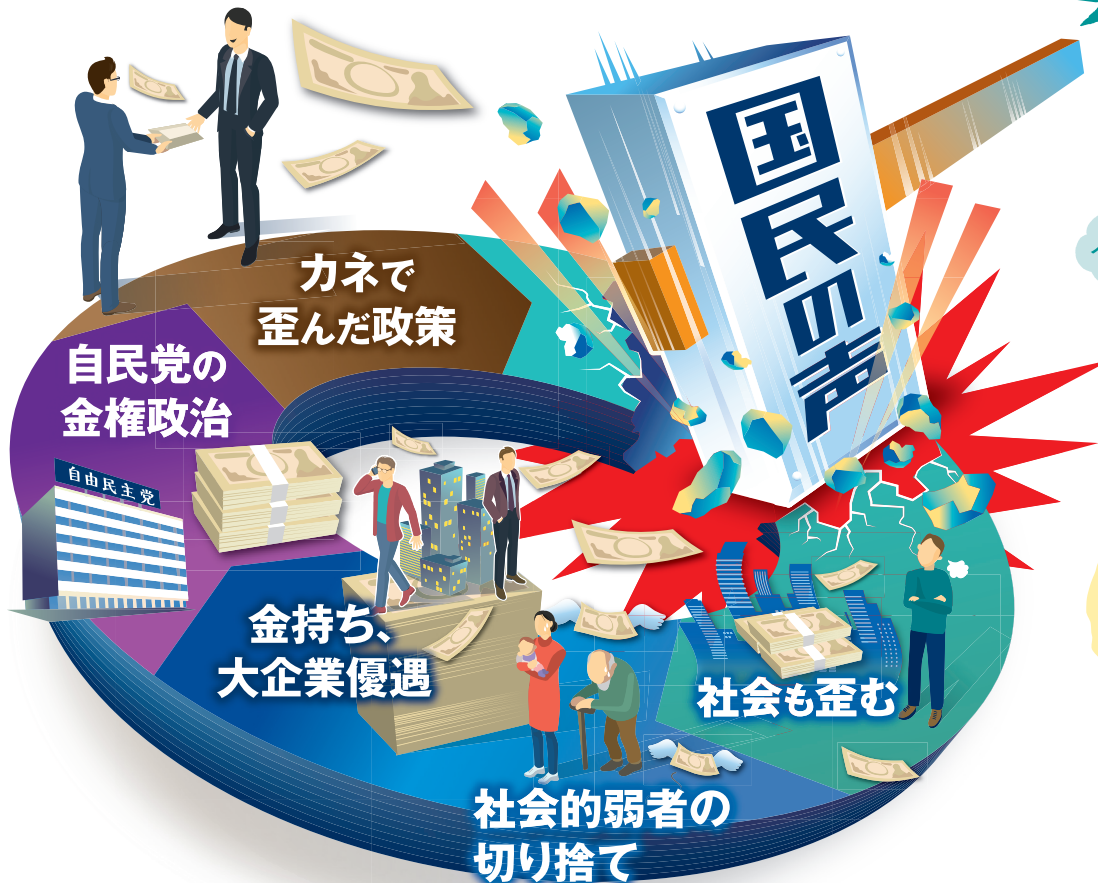 国民の声
カネで
歪んだ政策
自民党の
金権政治
自由民主党
金持ち、
大企業優遇
社会も歪む
社会的弱者の
切り捨て